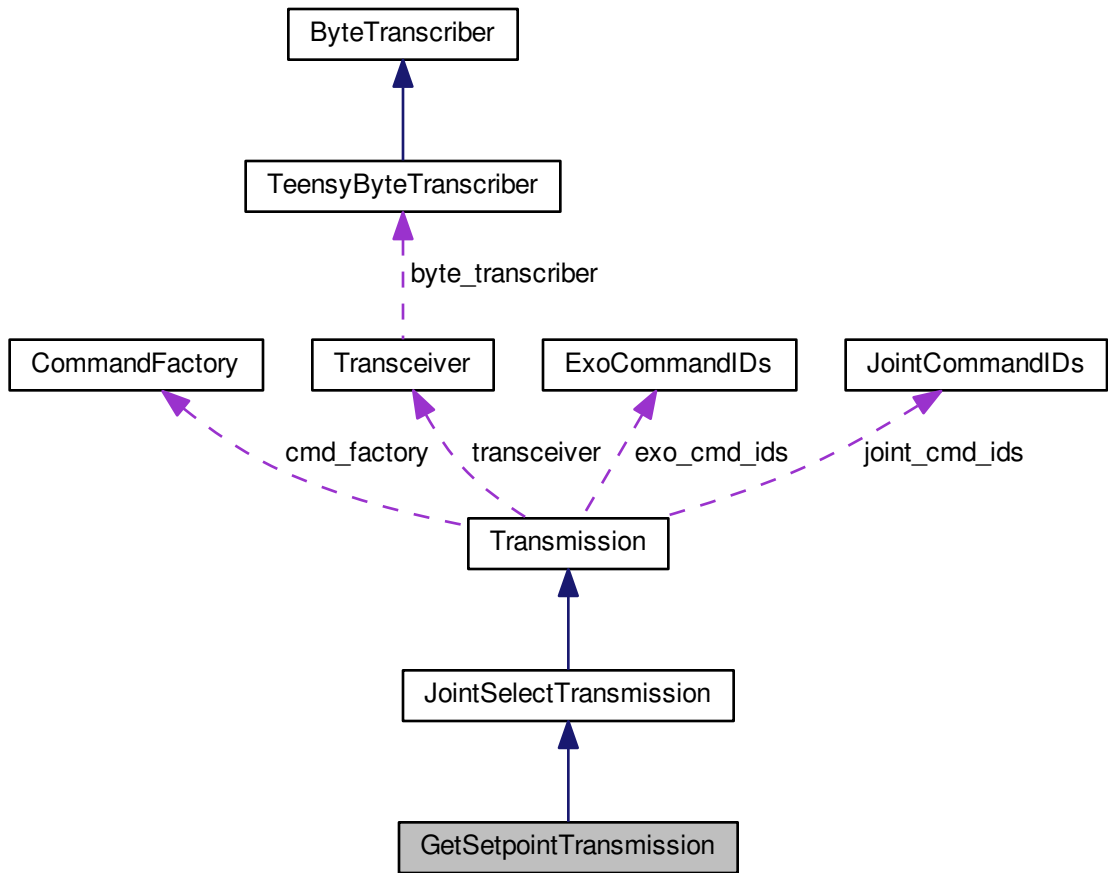 ByteTranscriber
TeensyByteTranscriber
byte_transcriber
CommandFactory
Transceiver
ExoCommandIDs
JointCommandIDs
cmd_factory
transceiver
exo_cmd_ids
joint_cmd_ids
Transmission
JointSelectTransmission
GetSetpointTransmission